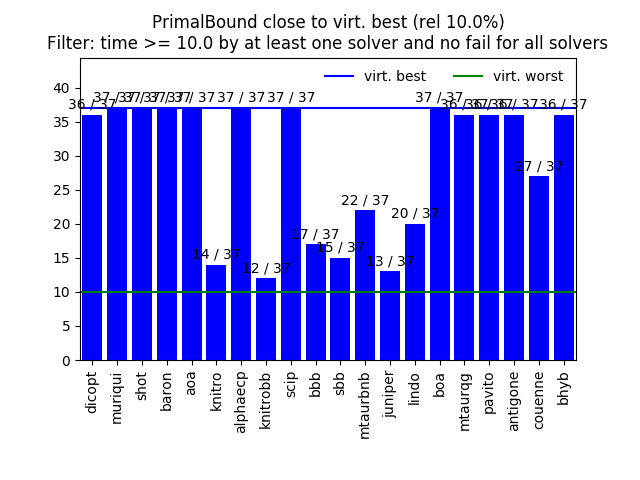 PrimalBound close to virt. best (rel 10.0%)
Filter: time >= 10.0 by at least one solver and no fail for all solvers
virt. best
virt. worst
40
35
30
25
20
15
10
5
0
36 / 37
37 / 37
37 / 37
37 / 37
37 / 37
14 / 37
37 / 37
12 / 37
37 / 37
17 / 37
15 / 37
22 / 37
13 / 37
20 / 37
37 / 37
36 / 37
36 / 37
36 / 37
27 / 37
36 / 37
dicopt
muriqui
shot
baron
aoa
knitro
alphaecp
knitrobb
scip
bbb
sbb
mtaurbnb
juniper
lindo
boa
mtaurqg
pavito
antigone
couenne
bhyb